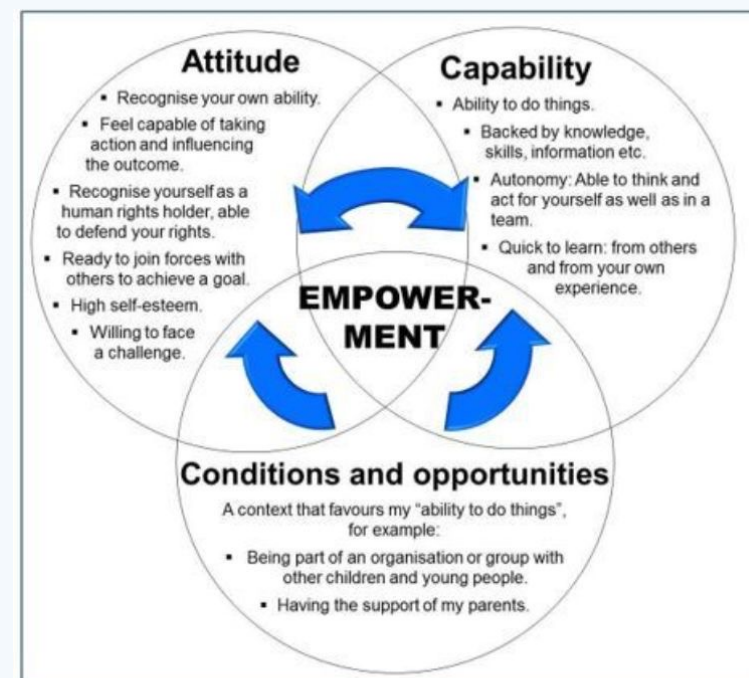 Attitude
▪ Recognise your own ability.
▪ Feel capable of taking
action and influencing
the outcome.
▪ Recognise yourself as a
human rights holder, able
to defend your rights.
▪ Ready to join forces with
others to achieve a goal.
▪ High self-esteem.
▪ Willing to face
a challenge.
Capability
▪ Ability to do things.
▪ Backed by knowledge,
skills, information etc.
▪ Autonomy: Able to think and
act for yourself as well as in a
team.
▪ Quick to learn: from others
and from your own
experience.
EMPOWER-
MENT
Conditions and opportunities
A context that favours my “ability to do things”,
for example:
▪ Being part of an organisation or group with
other children and young people.
▪ Having the support of my parents.